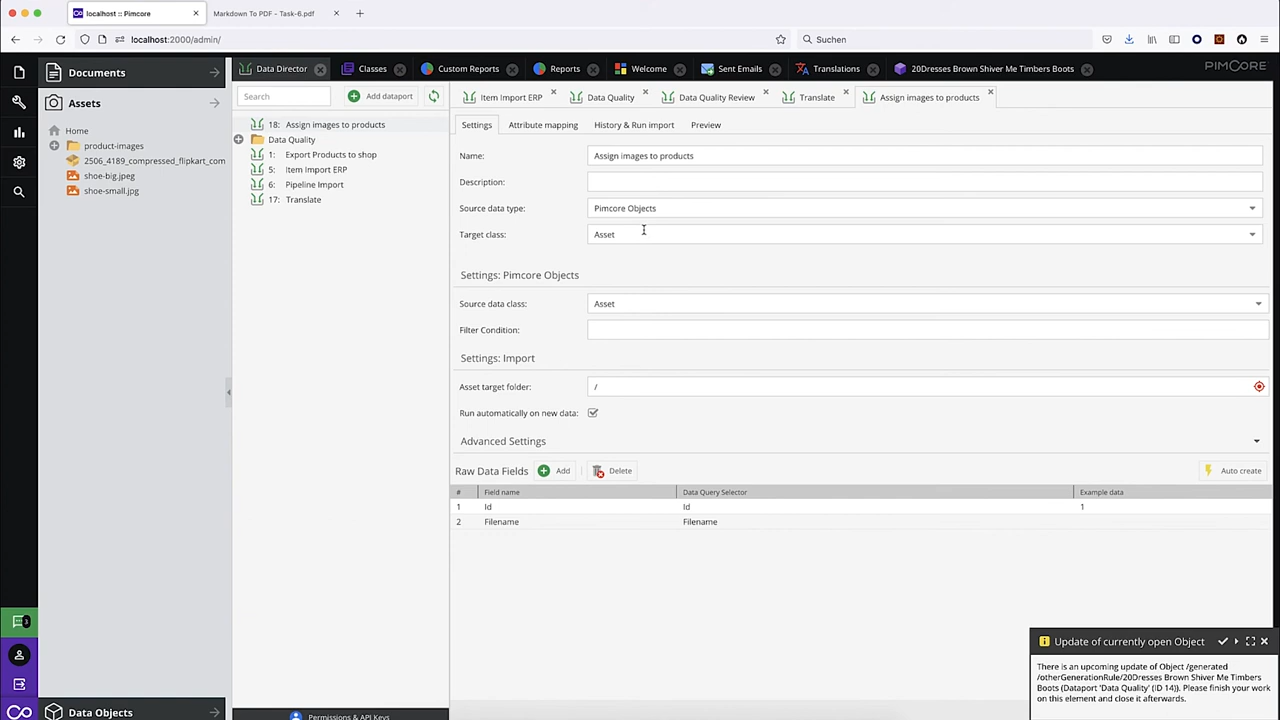 localhost :: Pimcore
Markdown To PDF – Task-6.pdf
localhost:2000/admin/
Suchen
Documents
Data Director
Classes
Custom Reports
Reports
Welcome
Sent Emails
Translations
20Dresses Brown Shiver Me Timbers Boots
PIMCORE
Assets
Search
Add dataport
Item Import ERP
Data Quality
Data Quality Review
Translate
Assign images to products
Home
product-images
2506_4189_compressed_flipkart_com
shoe-big.jpeg
shoe-small.jpg
18: Assign images to products
Data Quality
1: Export Products to shop
5: Item Import ERP
6: Pipeline Import
17: Translate
Settings
Attribute mapping
History & Run import
Preview
Name: Assign images to products
Description:
Source data type: Pimcore Objects
Target class: Asset
Settings: Pimcore Objects
Source data class: Asset
Filter Condition:
Settings: Import
Asset target folder: /
Run automatically on new data:
Advanced Settings
Raw Data Fields Add Delete Auto create
# Field name Data Query Selector Example data
1 Id Id 1
2 Filename Filename
Update of currently open Object
There is an upcoming update of Object /generated
/otherGenerationRule/20Dresses Brown Shiver Me Timbers
Boots (Dataport 'Data Quality' (ID 14)). Please finish your work
on this element and close it afterwards.
Data Objects
Permissions & API Keys